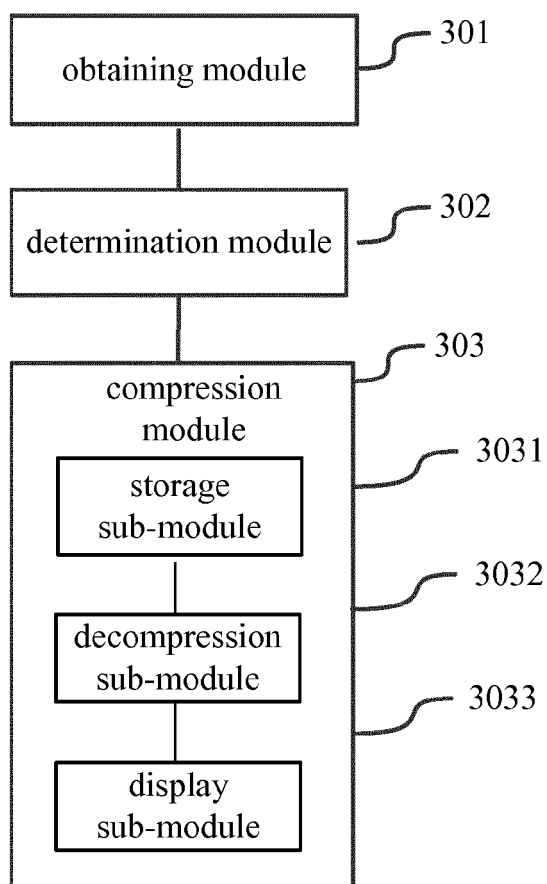 301
obtaining module
302
determination module
303
compression
module
3031
storage
sub-module
3032
decompression
sub-module
3033
display
sub-module